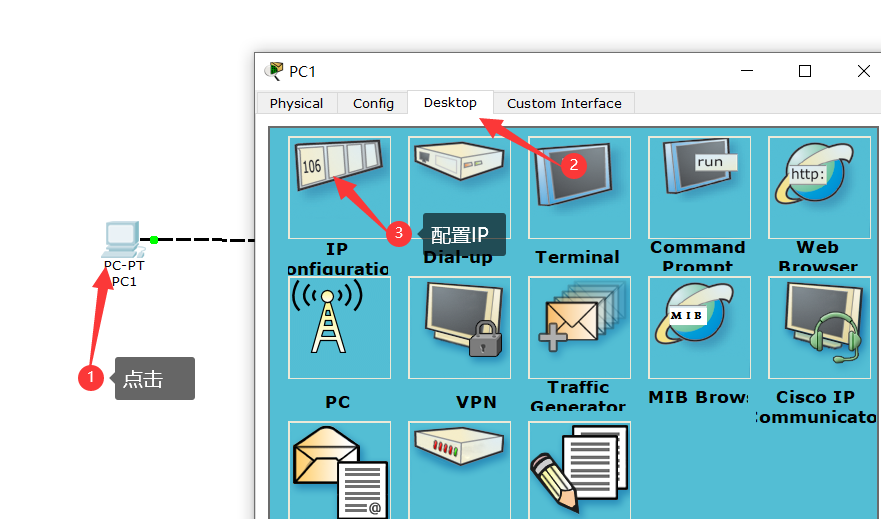 PC1
Physical
Config
Desktop
Custom Interface
106
2
run
http:
3
配置IP
IP
onfiguratio
Dial-up
Terminal
Command
Prompt
Web
Browser
PC-PT
PC1
1
点击
MIB
PC
VPN
Traffic
Generator
MIB Brow
Cisco IP
ommunicato
@